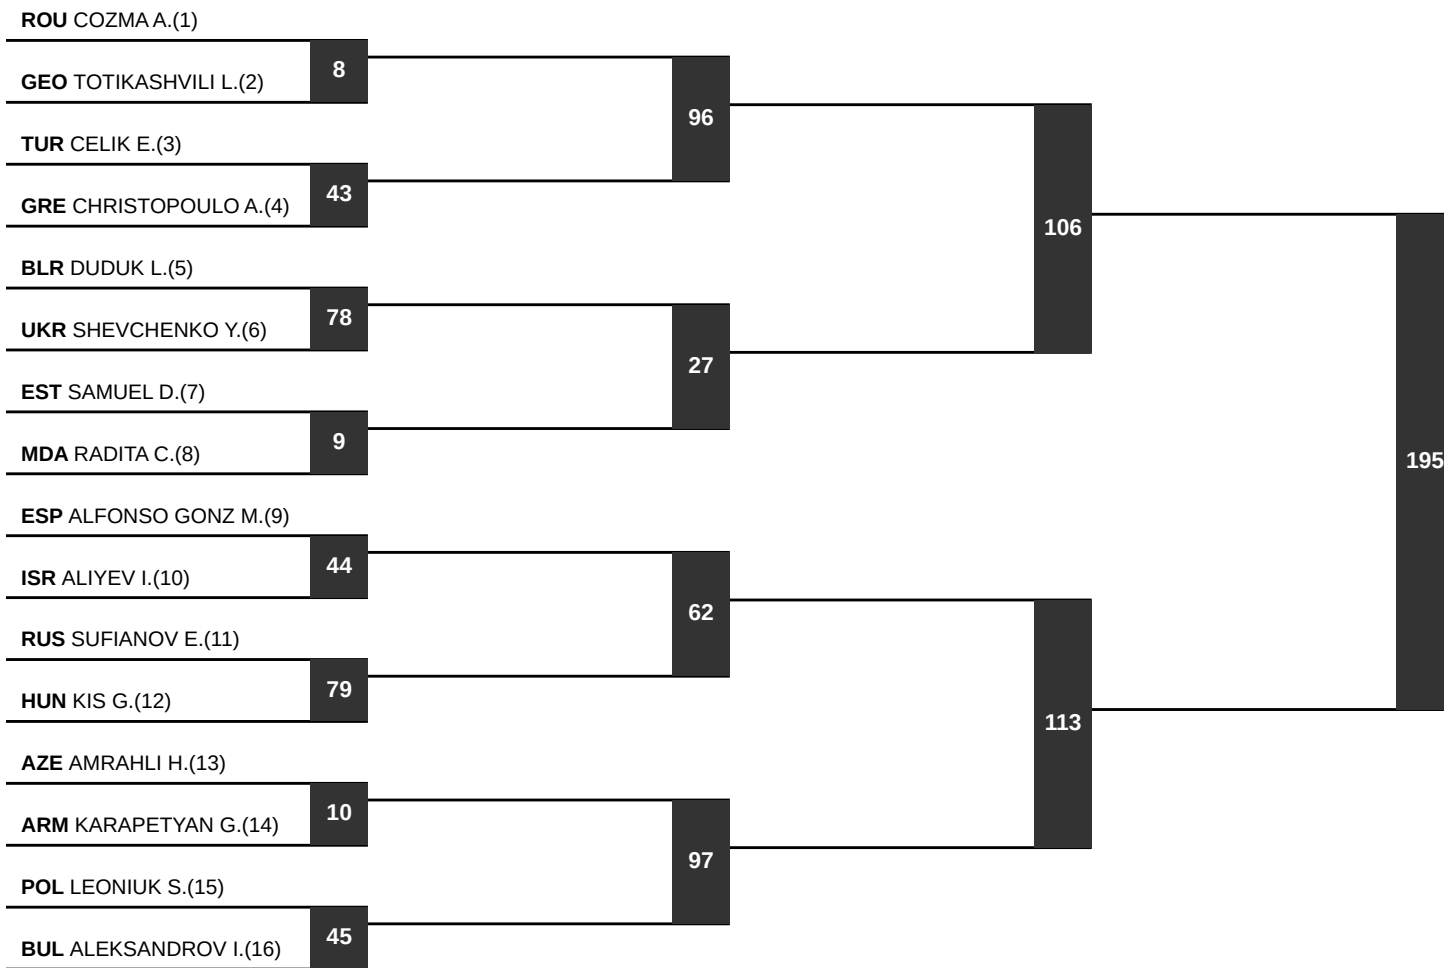 ROU COZMA A.(1)
8
GEO TOTIKASHVILI L.(2)
96
TUR CELIK E.(3)
43
GRE CHRISTOPOULO A.(4)
106
BLR DUDUK L.(5)
78
UKR SHEVCHENKO Y.(6)
27
EST SAMUEL D.(7)
9
MDA RADITA C.(8)
195
ESP ALFONSO GONZ M.(9)
44
ISR ALIYEV I.(10)
62
RUS SUFIANOV E.(11)
79
HUN KIS G.(12)
113
AZE AMRAHLI H.(13)
10
ARM KARAPETYAN G.(14)
97
POL LEONIUK S.(15)
45
BUL ALEKSANDROV I.(16)